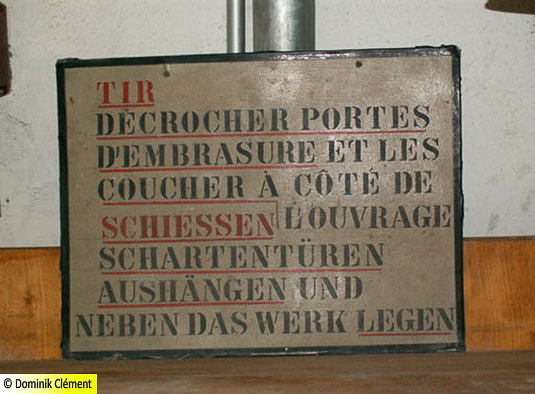 TIR
DÉCROCHER PORTES
D'EMBRASURE ET LES
COUCHER À CÔTÉ DE
L'OUVRAGE
SCHIESSEN
SCHARTENTÜREN
AUSHÄNGEN UND
NEBEN DAS WERK LEGEN
© Dominik Clément